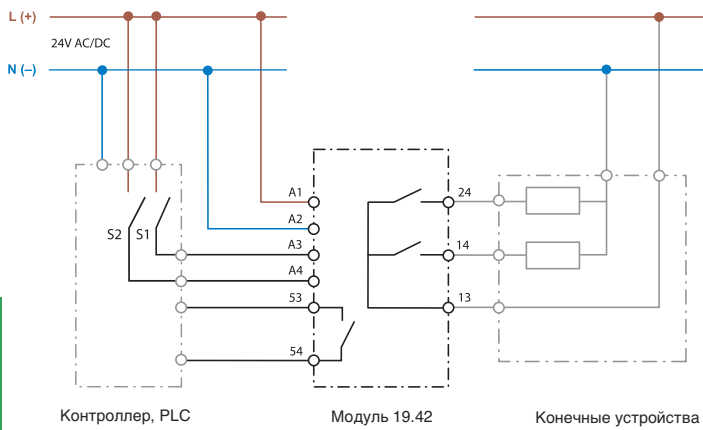 L (+)
24V AC/DC
N (–)
A1
24
A2
S2 S1
A3
14
A4
53
13
54
Контроллер, PLC
Модуль 19.42
Конечные устройства